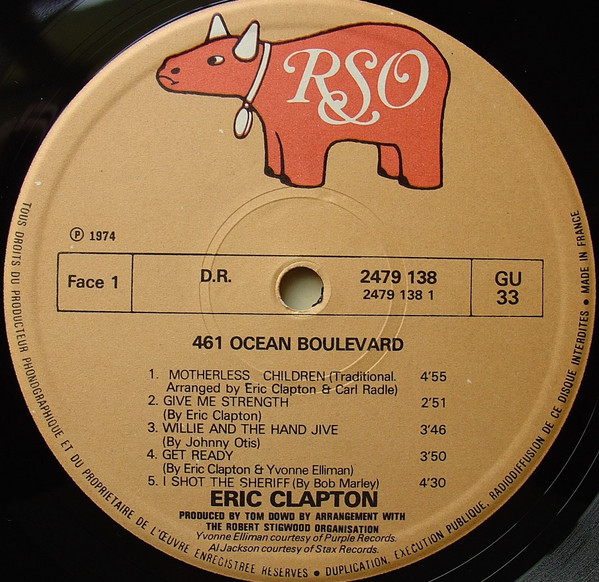 RSO
℗ 1974
Face 1
D.R.
2479 138
2479 138 1
GU
33
461 OCEAN BOULEVARD
1. MOTHERLESS CHILDREN (Traditional. 4'55
Arranged by Eric Clapton & Carl Radle)
2. GIVE ME STRENGTH 2'51
(By Eric Clapton)
3. WILLIE AND THE HAND JIVE 3'46
(By Johnny Otis)
4. GET READY 3'50
(By Eric Clapton & Yvonne Elliman)
5. I SHOT THE SHERIFF (By Bob Marley) 4'30
ERIC CLAPTON
PRODUCED BY TOM DOWD BY ARRANGEMENT WITH
THE ROBERT STIGWOOD ORGANISATION
Yvonne Elliman courtesy of Purple Records.
Al Jackson courtesy of Stax Records.
TOUS DROITS DU PRODUCTEUR PHONOGRAPHIQUE ET DU PROPRIETAIRE DE L'ŒUVRE ENREGISTREE RESERVES • DUPLICATION, EXECUTION PUBLIQUE, RADIODIFFUSION DE CE DISQUE INTERDITES • MADE IN FRANCE